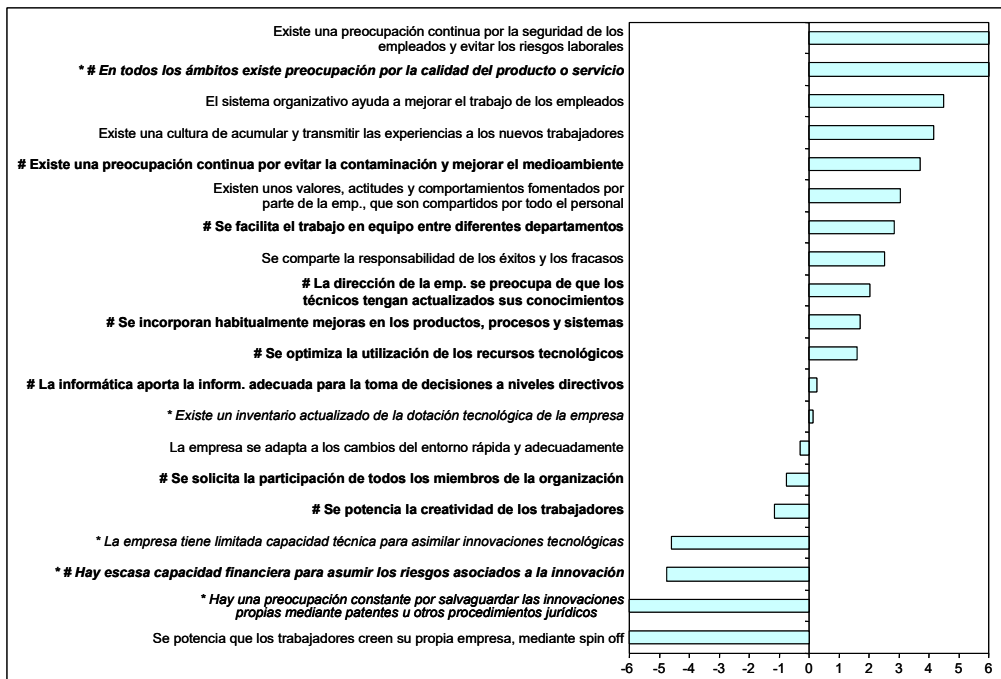 Existe una preocupación continua por la seguridad de los
empleados y evitar los riesgos laborales
* # En todos los ámbitos existe preocupación por la calidad del producto o servicio
El sistema organizativo ayuda a mejorar el trabajo de los empleados
Existe una cultura de acumular y transmitir las experiencias a los nuevos trabajadores
# Existe una preocupación continua por evitar la contaminación y mejorar el medioambiente
Existen unos valores, actitudes y comportamientos fomentados por
parte de la emp., que son compartidos por todo el personal
# Se facilita el trabajo en equipo entre diferentes departamentos
Se comparte la responsabilidad de los éxitos y los fracasos
# La dirección de la emp. se preocupa de que los
técnicos tengan actualizados sus conocimientos
# Se incorporan habitualmente mejoras en los productos, procesos y sistemas
# Se optimiza la utilización de los recursos tecnológicos
# La informática aporta la inform. adecuada para la toma de decisiones a niveles directivos
* Existe un inventario actualizado de la dotación tecnológica de la empresa
La empresa se adapta a los cambios del entorno rápida y adecuadamente
# Se solicita la participación de todos los miembros de la organización
# Se potencia la creatividad de los trabajadores
* La empresa tiene limitada capacidad técnica para asimilar innovaciones tecnológicas
* # Hay escasa capacidad financiera para asumir los riesgos asociados a la innovación
* Hay una preocupación constante por salvaguardar las innovaciones
propias mediante patentes u otros procedimientos jurídicos
Se potencia que los trabajadores creen su propia empresa, mediante spin off
-6 -5 -4 -3 -2 -1 0 1 2 3 4 5 6